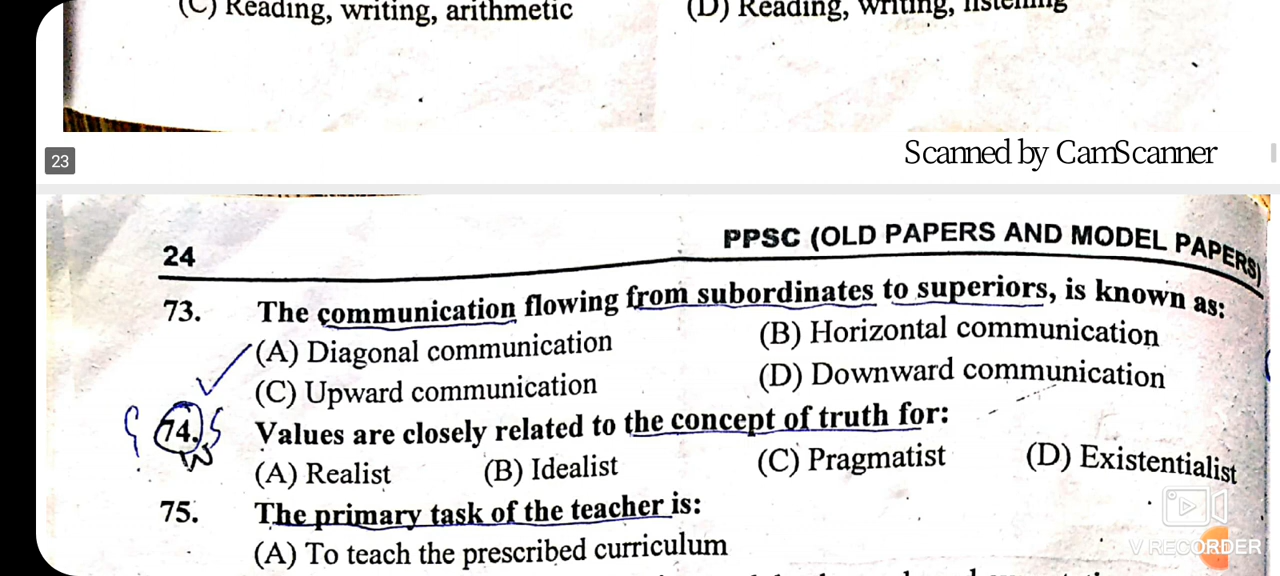 (C) Reading, writing, arithmetic (D) Reading, writing, listening
23
Scanned by CamScanner
24 PPSC (OLD PAPERS AND MODEL PAPERS)
73. The communication flowing from subordinates to superiors, is known as:
(A) Diagonal communication (B) Horizontal communication
(C) Upward communication (D) Downward communication
74. Values are closely related to the concept of truth for:
(A) Realist (B) Idealist (C) Pragmatist (D) Existentialist
75. The primary task of the teacher is:
(A) To teach the prescribed curriculum
V RECORDER